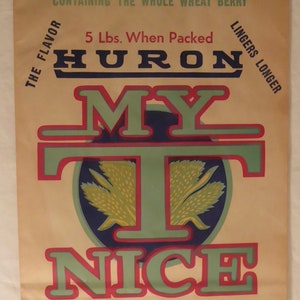 CONTAINING THE WHOLE WHEAT BERRY
5 Lbs. When Packed
THE FLAVOR
LINGERS LONGER
HURON
MY
T
NICE